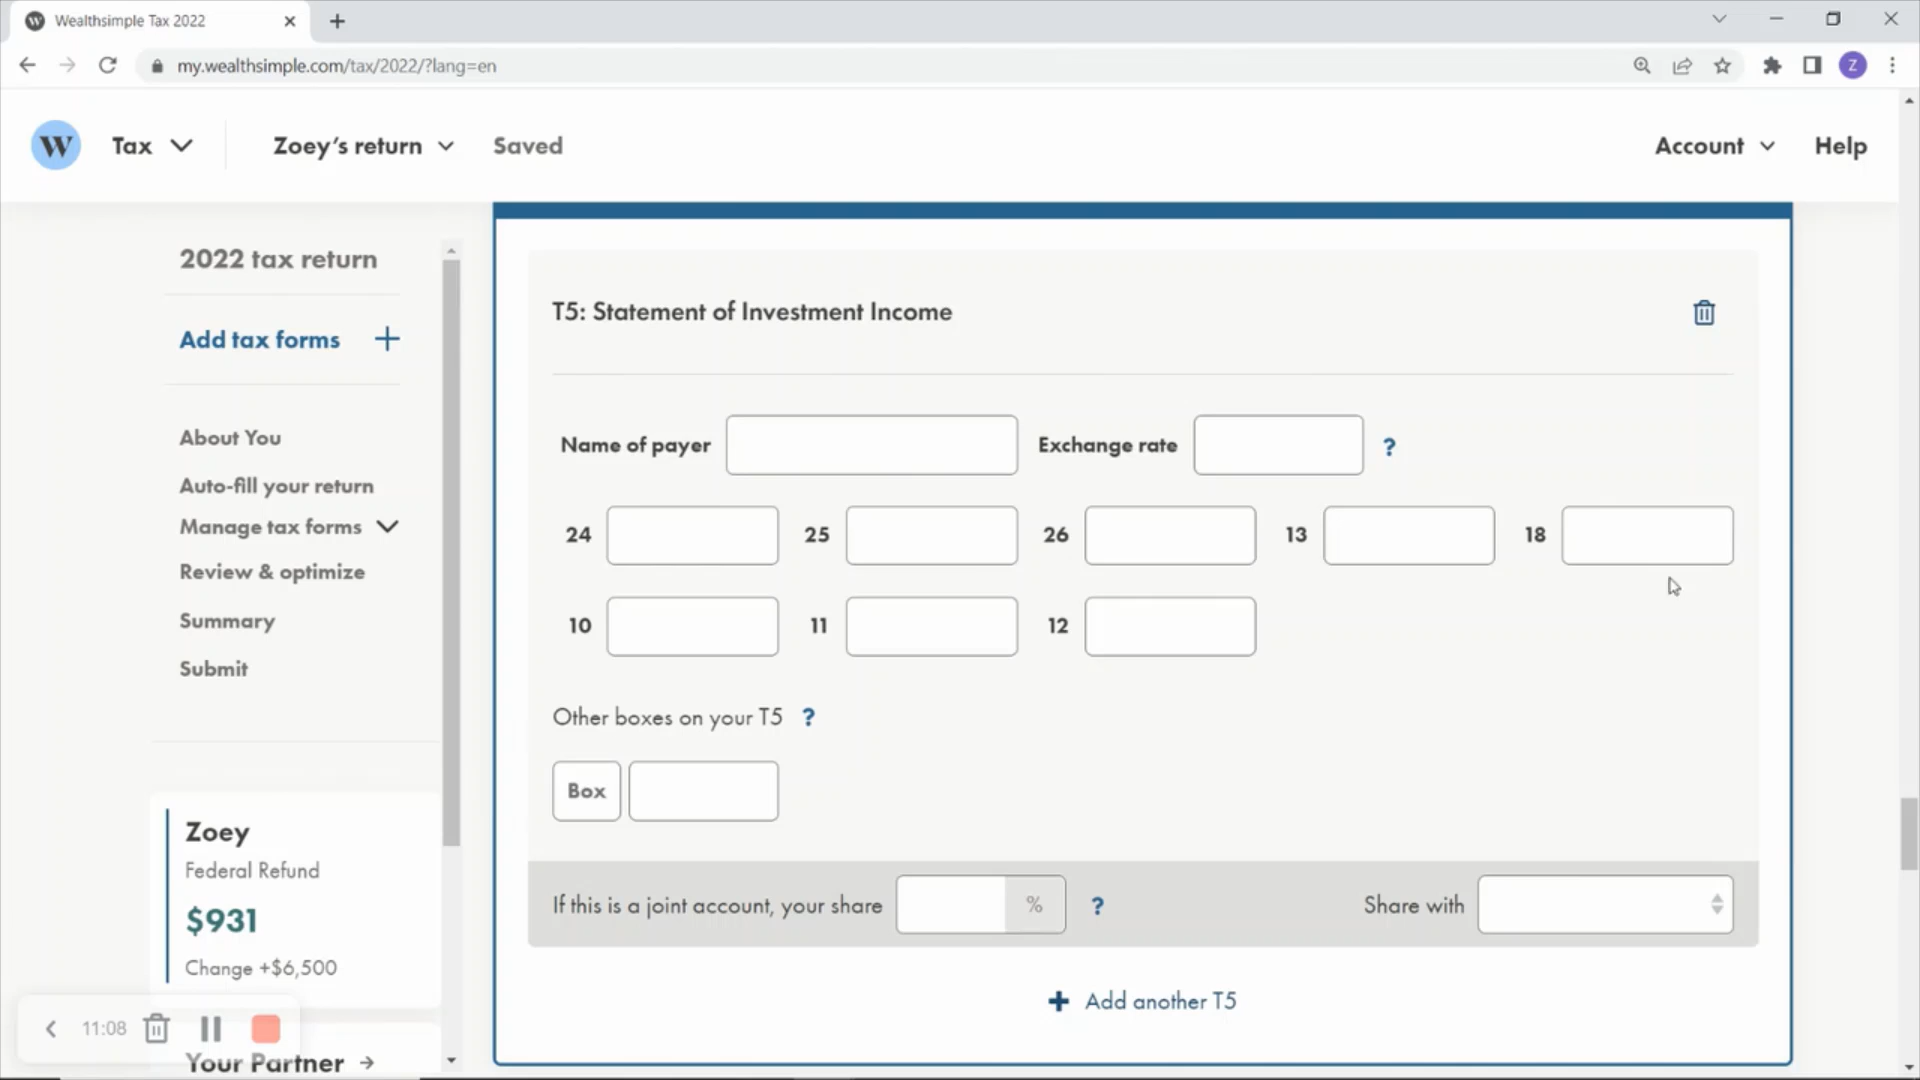 Wealthsimple Tax 2022
my.wealthsimple.com/tax/2022/?lang=en
Z
W Tax Zoey's return Saved Account Help
2022 tax return
Add tax forms
About You
Auto-fill your return
Manage tax forms
Review & optimize
Summary
Submit
Zoey
Federal Refund
$931
Change +$6,500
11:08
Your Partner
T5: Statement of Investment Income
Name of payer Exchange rate ?
24 25 26 13 18
10 11 12
Other boxes on your T5 ?
Box
If this is a joint account, your share % ? Share with
Add another T5